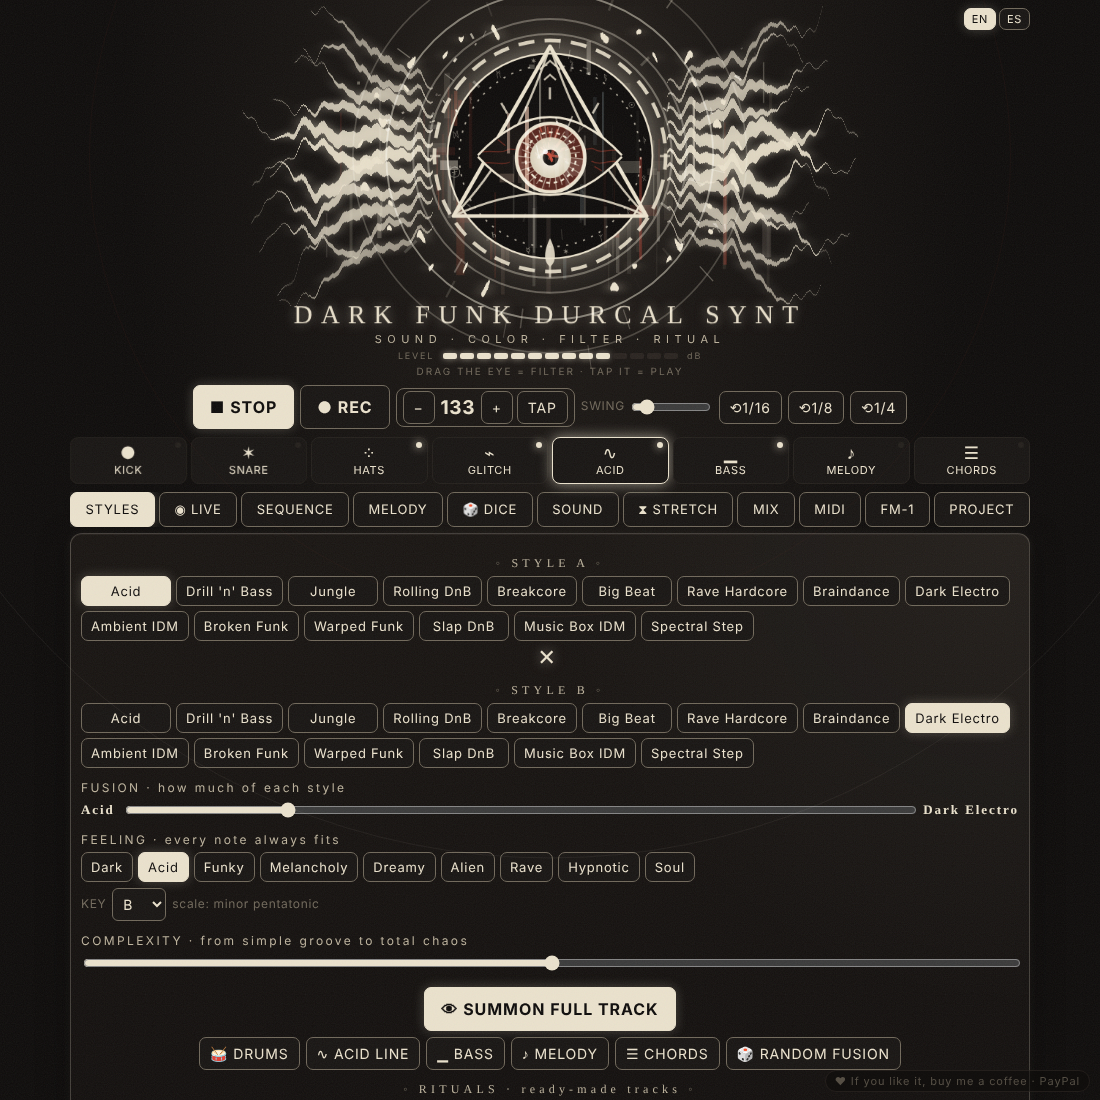 EN ES
DARK FUNK DURCAL SYNT
SOUND · COLOR · FILTER · RITUAL
LEVEL dB
DRAG THE EYE = FILTER · TAP IT = PLAY
■ STOP ● REC − 133 + TAP SWING ⟲1/16 ⟲1/8 ⟲1/4
KICK SNARE HATS GLITCH ACID BASS MELODY CHORDS
STYLES ◉ LIVE SEQUENCE MELODY 🎲 DICE SOUND ⧗ STRETCH MIX MIDI FM-1 PROJECT
STYLE A
Acid Drill 'n' Bass Jungle Rolling DnB Breakcore Big Beat Rave Hardcore Braindance Dark Electro
Ambient IDM Broken Funk Warped Funk Slap DnB Music Box IDM Spectral Step
✕
STYLE B
Acid Drill 'n' Bass Jungle Rolling DnB Breakcore Big Beat Rave Hardcore Braindance Dark Electro
Ambient IDM Broken Funk Warped Funk Slap DnB Music Box IDM Spectral Step
FUSION · how much of each style
Acid Dark Electro
FEELING · every note always fits
Dark Acid Funky Melancholy Dreamy Alien Rave Hypnotic Soul
KEY B scale: minor pentatonic
COMPLEXITY · from simple groove to total chaos
👁 SUMMON FULL TRACK
🥁 DRUMS ∿ ACID LINE ▁ BASS ♪ MELODY ☰ CHORDS 🎲 RANDOM FUSION
RITUALS · ready-made tracks
♥ If you like it, buy me a coffee · PayPal